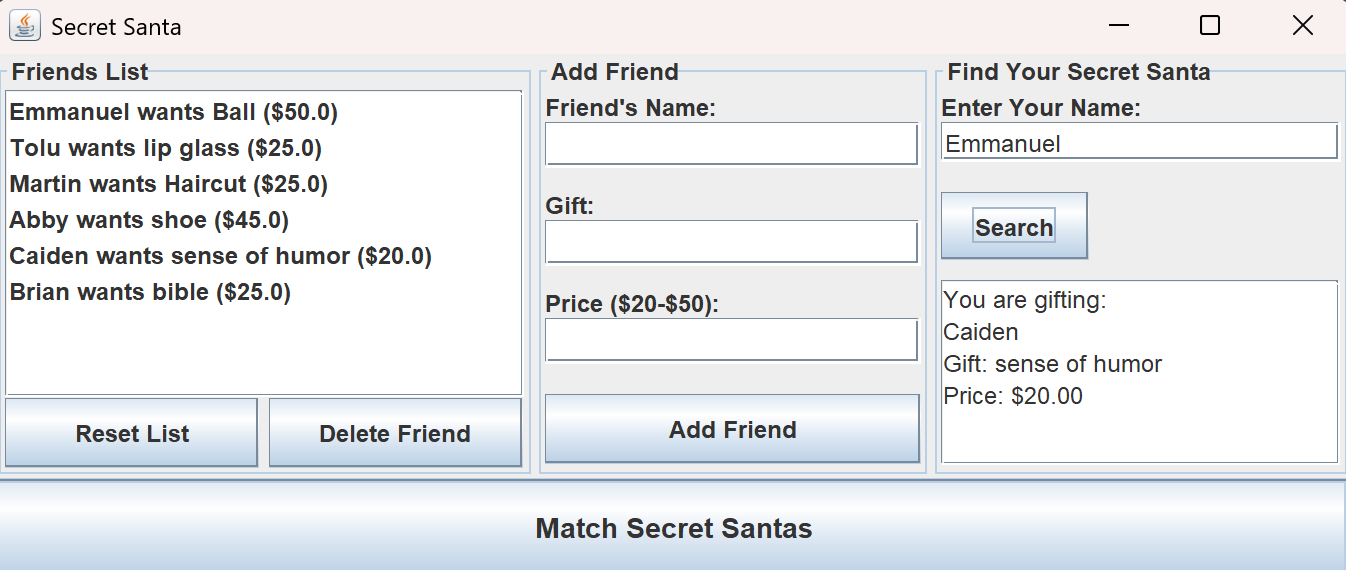 Secret Santa
Friends List
Emmanuel wants Ball ($50.0)
Tolu wants lip glass ($25.0)
Martin wants Haircut ($25.0)
Abby wants shoe ($45.0)
Caiden wants sense of humor ($20.0)
Brian wants bible ($25.0)
Reset List
Delete Friend
Add Friend
Friend's Name:
Gift:
Price ($20-$50):
Add Friend
Find Your Secret Santa
Enter Your Name:
Emmanuel
Search
You are gifting:
Caiden
Gift: sense of humor
Price: $20.00
Match Secret Santas